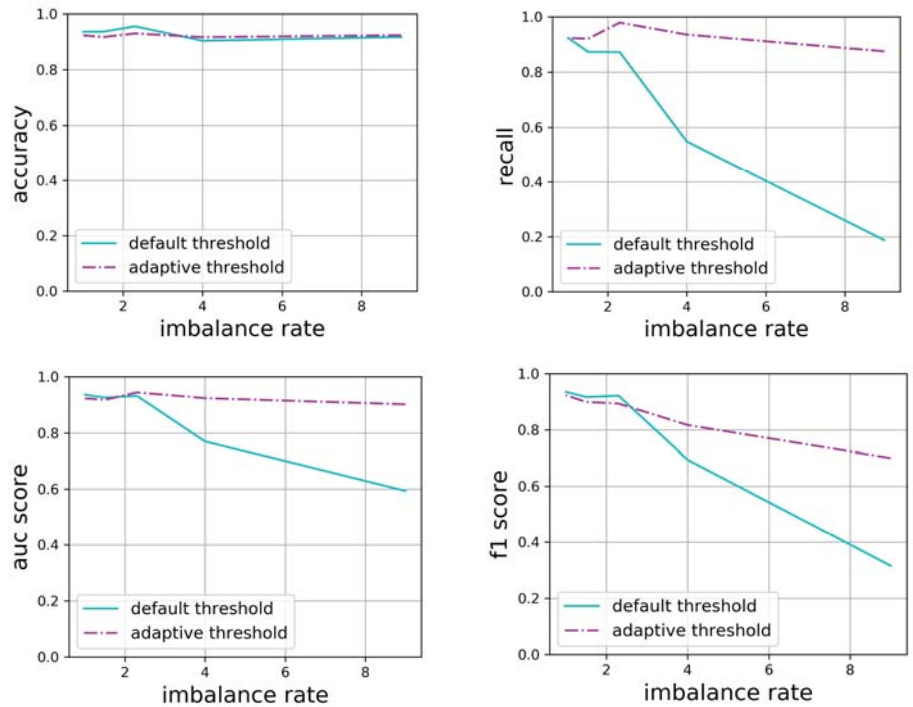 accuracy
1.0
0.8
0.6
0.4
0.2
0.0
default threshold
adaptive threshold
2 4 6 8
imbalance rate
recall
1.0
0.8
0.6
0.4
0.2
0.0
default threshold
adaptive threshold
2 4 6 8
imbalance rate
auc score
1.0
0.8
0.6
0.4
0.2
0.0
default threshold
adaptive threshold
2 4 6 8
imbalance rate
f1 score
1.0
0.8
0.6
0.4
0.2
0.0
default threshold
adaptive threshold
2 4 6 8
imbalance rate